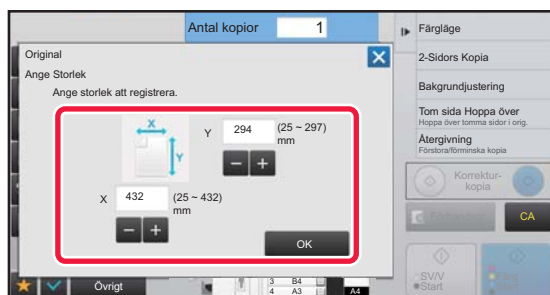 Antal kopior 1
Original
Ange Storlek
Ange storlek att registrera.
X
Y
Y 294 (25 ~ 297)
mm
X 432 (25 ~ 432)
mm
OK
Färgläge
2-Sidors Kopia
Bakgrundjustering
Tom sida Hoppa över
Hoppa över tomma sidor i orig.
Återgivning
Förstora/förminska kopia
Korrektur-
kopia
CA
SV/V
Start
Start
Övrigt
3 B4
4 A3
A4